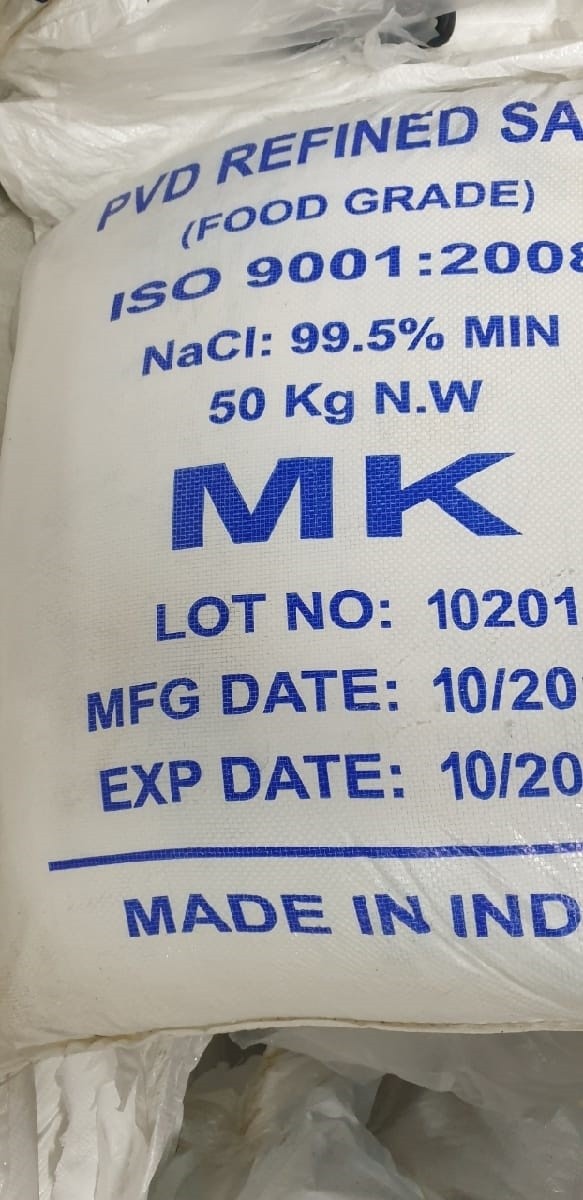 PVD REFINED SA
(FOOD GRADE)
ISO 9001:2008
NaCl: 99.5% MIN
50 Kg N.W
MK
LOT NO: 10201
MFG DATE: 10/20
EXP DATE: 10/20
MADE IN IND